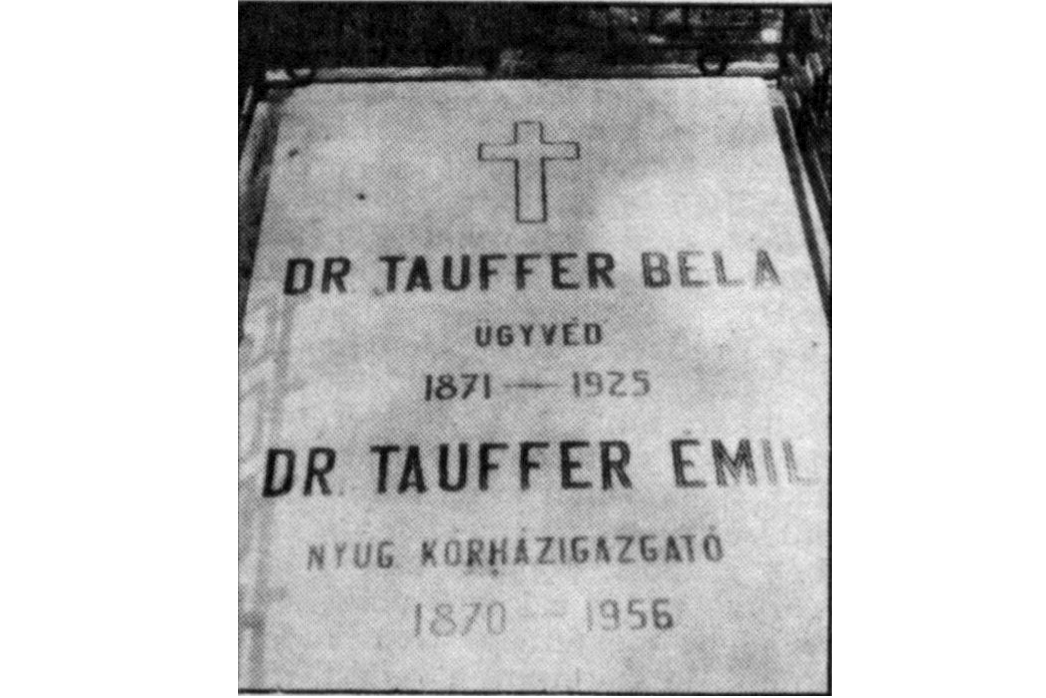 DR. TAUFFER BÉLA
ÜGYVÉD
1871 — 1925
DR. TAUFFER EMIL
NYUG. KÓRHÁZIGAZGATÓ
1870 — 1956